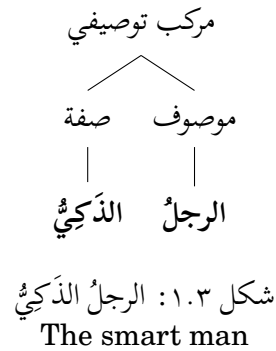 مركب توصيفي
موصوف صفة
الرجلُ الذَكِيُّ
شكل ١.٣: الرجلُ الذَكِيُّ
The smart man